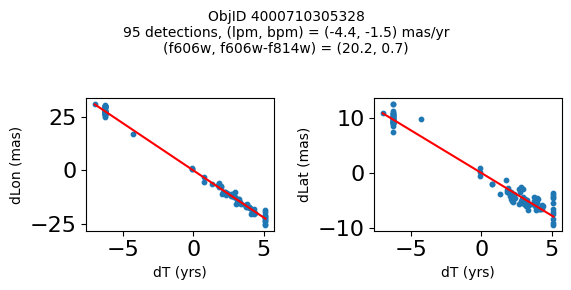 ObjID 4000710305328
95 detections, (lpm, bpm) = (-4.4, -1.5) mas/yr
(f606w, f606w-f814w) = (20.2, 0.7)
dLon (mas)
25
0
−25
−5
0
5
dT (yrs)
dLat (mas)
10
0
−10
−5
0
5
dT (yrs)